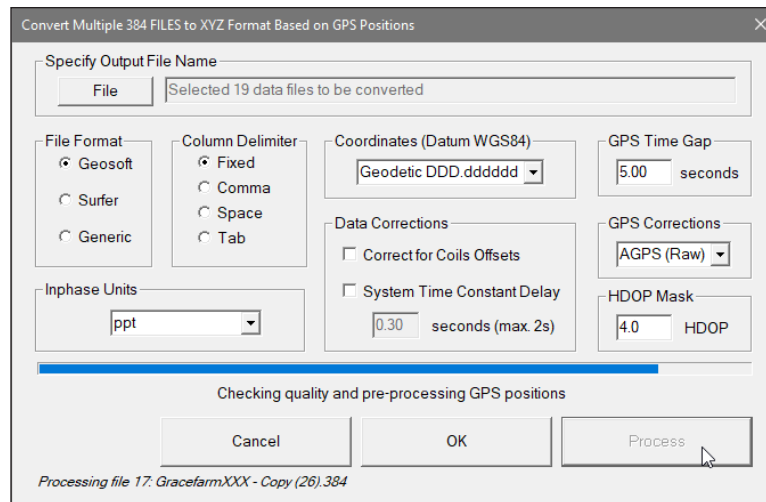 Convert Multiple 384 FILES to XYZ Format Based on GPS Positions
Specify Output File Name
File
Selected 19 data files to be converted
File Format
Geosoft
Surfer
Generic
Column Delimiter
Fixed
Comma
Space
Tab
Coordinates (Datum WGS84)
Geodetic DDD.dddddd
GPS Time Gap
5.00 seconds
Data Corrections
Correct for Coils Offsets
System Time Constant Delay
0.30 seconds (max. 2s)
GPS Corrections
AGPS (Raw)
Inphase Units
ppt
HDOP Mask
4.0 HDOP
Checking quality and pre-processing GPS positions
Cancel OK Process
Processing file 17: GracefarmXXX - Copy (26).384